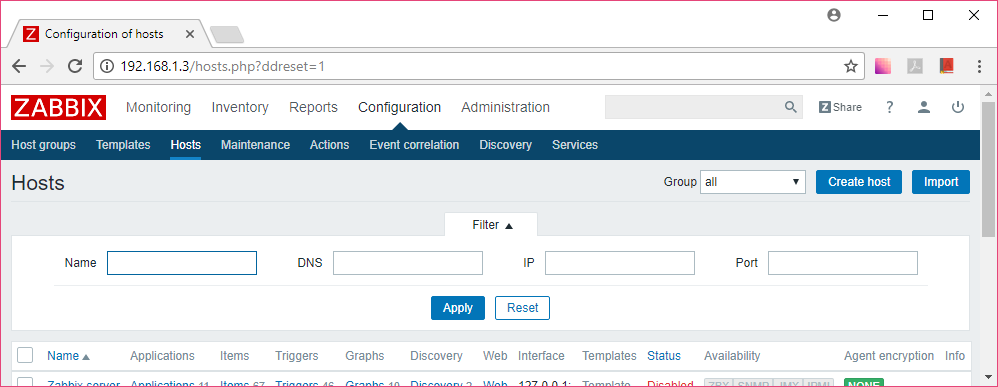 Configuration of hosts
192.168.1.3/hosts.php?ddreset=1
ZABBIX Monitoring Inventory Reports Configuration Administration Z Share ?
Host groups Templates Hosts Maintenance Actions Event correlation Discovery Services
Hosts Group all Create host Import
Filter
Name DNS IP Port
Apply Reset
Name Applications Items Triggers Graphs Discovery Web Interface Templates Status Availability Agent encryption Info
Zabbix server Applications 11 Items 67 Triggers 46 Graphs 10 Discovery 2 Web 127.0.0.1: Template Disabled ZBX SNMP JMX IPMI NONE